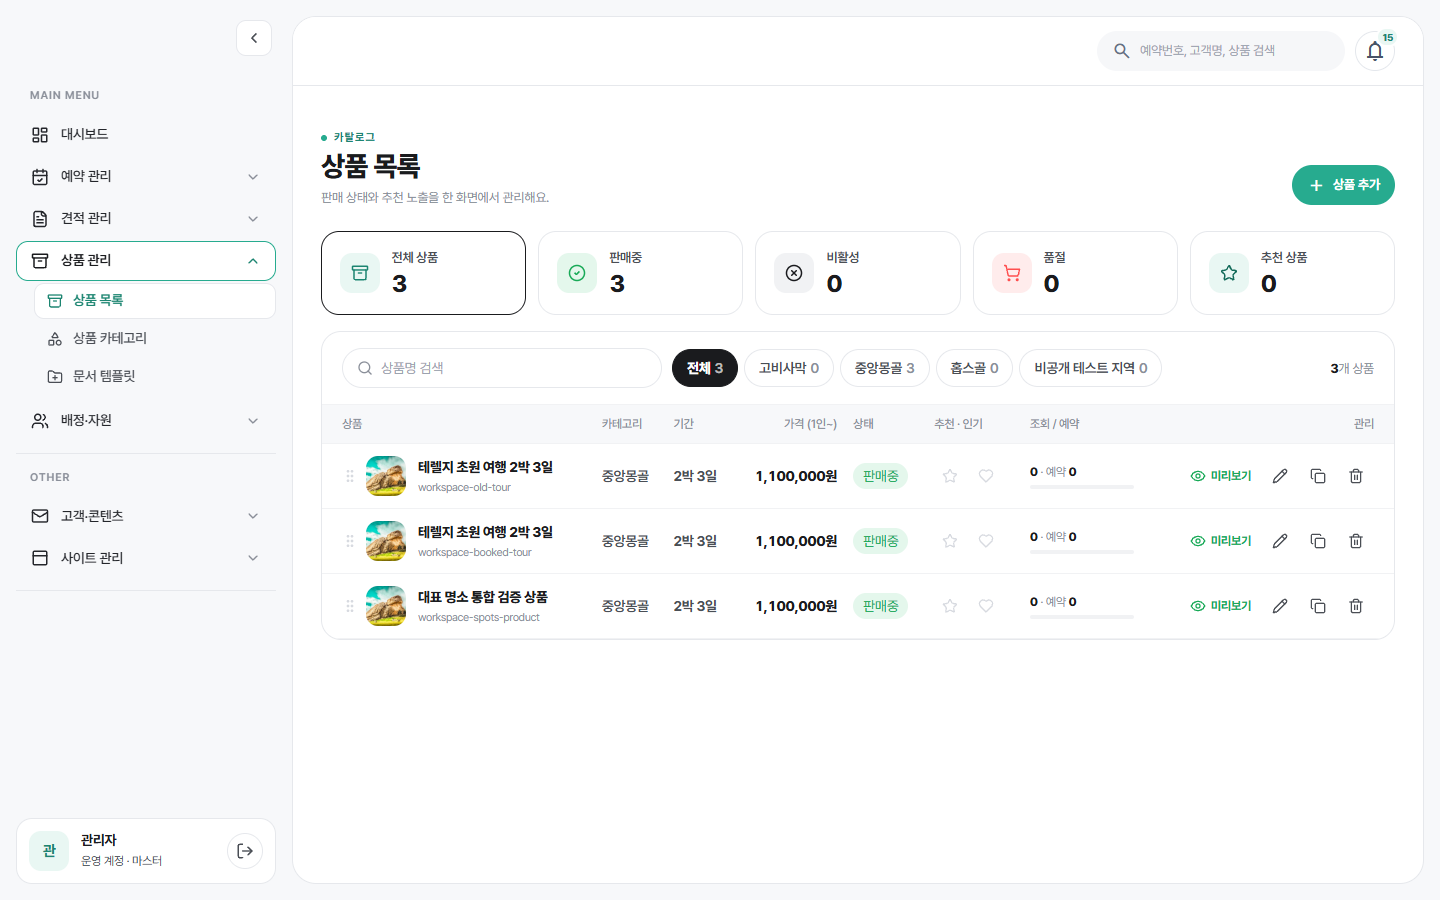 예약번호, 고객명, 상품 검색
15
MAIN MENU
대시보드
예약 관리
견적 관리
상품 관리
상품 목록
상품 카테고리
문서 템플릿
배정·자원
OTHER
고객·콘텐츠
사이트 관리
관
관리자
운영 계정 · 마스터
카탈로그
상품 목록
판매 상태와 추천 노출을 한 화면에서 관리해요.
상품 추가
전체 상품
3
판매중
3
비활성
0
품절
0
추천 상품
0
상품명 검색
전체 3
고비사막 0
중앙몽골 3
홉스골 0
비공개 테스트 지역 0
3개 상품
상품 카테고리 기간 가격 (1인~) 상태 추천 · 인기 조회 / 예약 관리
테렐지 초원 여행 2박 3일
workspace-old-tour
중앙몽골 2박 3일 1,100,000원 판매중 0 · 예약 0 미리보기
테렐지 초원 여행 2박 3일
workspace-booked-tour
중앙몽골 2박 3일 1,100,000원 판매중 0 · 예약 0 미리보기
대표 명소 통합 검증 상품
workspace-spots-product
중앙몽골 2박 3일 1,100,000원 판매중 0 · 예약 0 미리보기